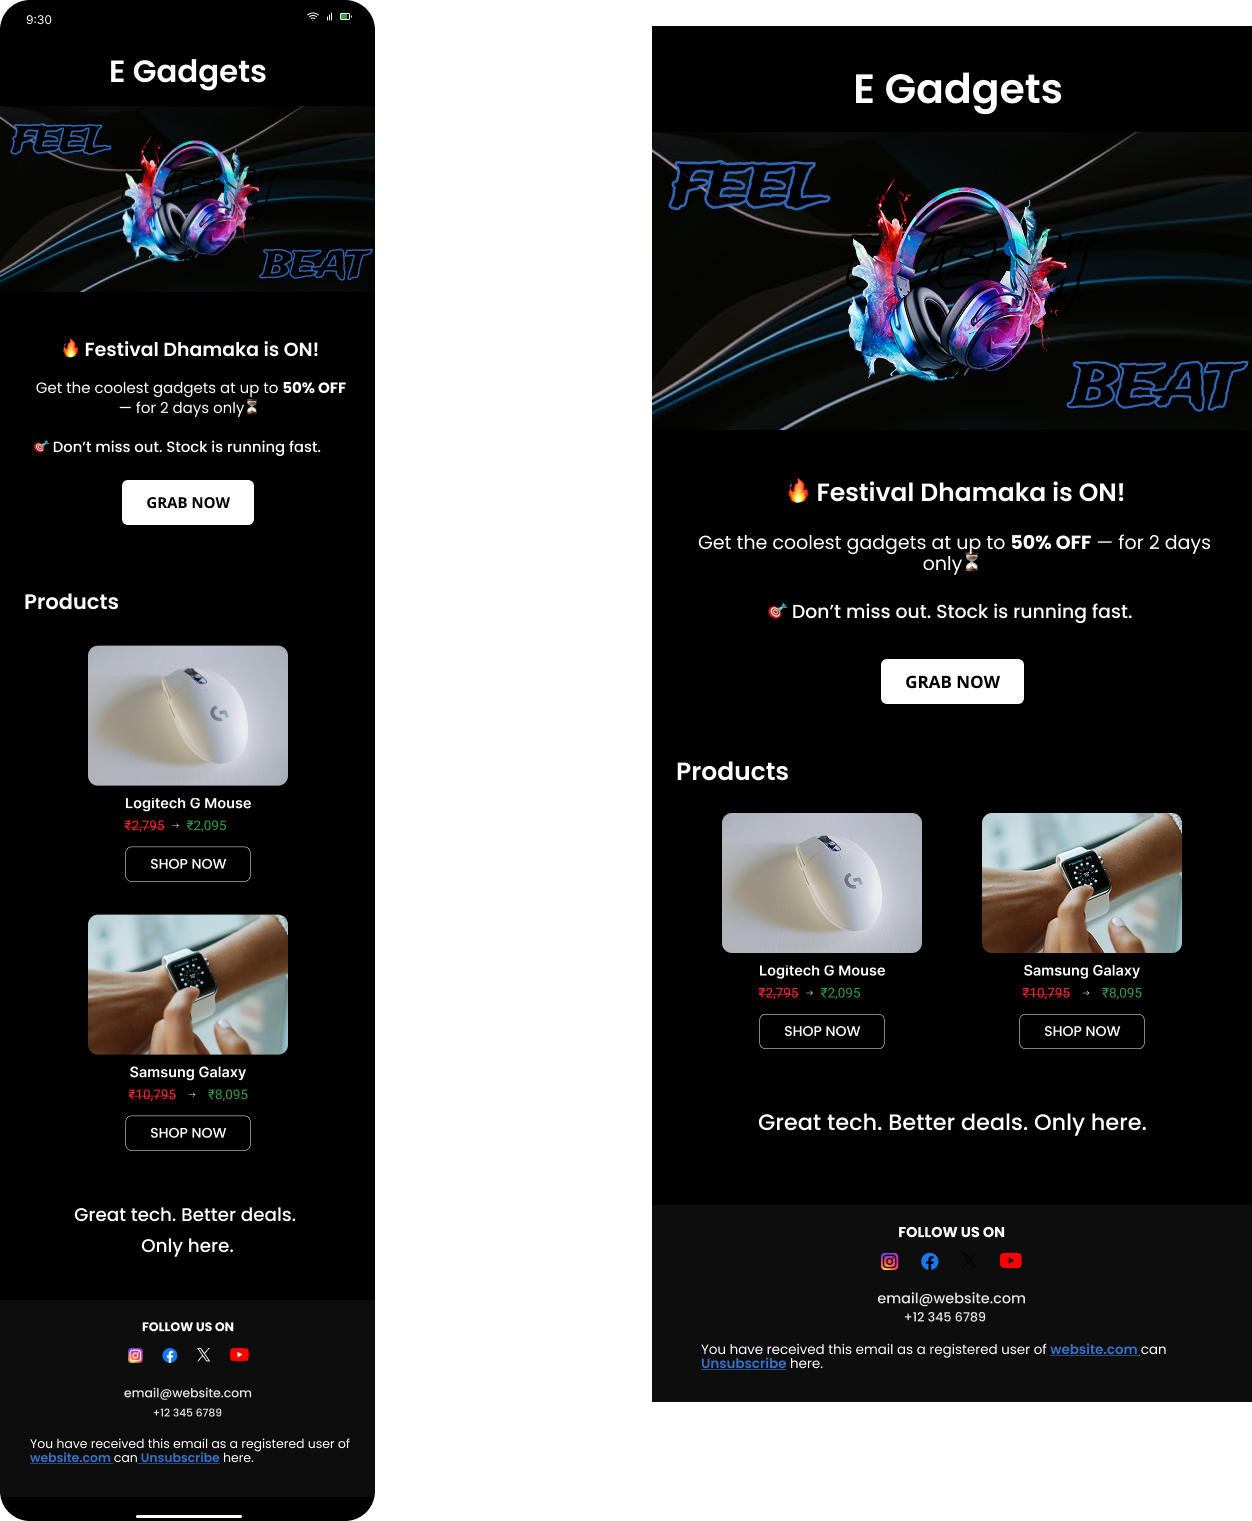 9:30
E Gadgets
FEEL
BEAT
🔥 Festival Dhamaka is ON!
Get the coolest gadgets at up to 50% OFF
— for 2 days only⏳
🎯 Don’t miss out. Stock is running fast.
GRAB NOW
Products
Logitech G Mouse
₹2,795 → ₹2,095
SHOP NOW
Samsung Galaxy
₹10,795 → ₹8,095
SHOP NOW
Great tech. Better deals.
Only here.
FOLLOW US ON
email@website.com
+12 345 6789
You have received this email as a registered user of
website.com can Unsubscribe here.
E Gadgets
FEEL
BEAT
🔥 Festival Dhamaka is ON!
Get the coolest gadgets at up to 50% OFF — for 2 days
only⏳
🎯 Don’t miss out. Stock is running fast.
GRAB NOW
Products
Logitech G Mouse
₹2,795 → ₹2,095
SHOP NOW
Samsung Galaxy
₹10,795 → ₹8,095
SHOP NOW
Great tech. Better deals. Only here.
FOLLOW US ON
email@website.com
+12 345 6789
You have received this email as a registered user of website.com can
Unsubscribe here.